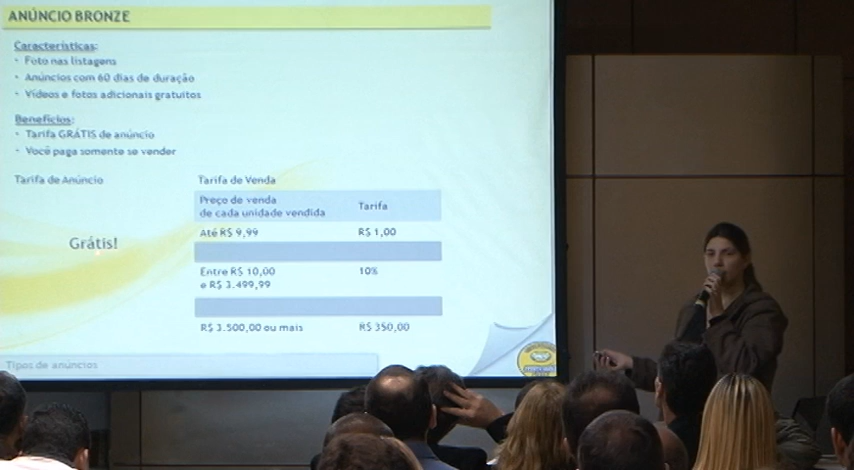 ANÚNCIO BRONZE
Características:
• Foto nas listagens
• Anúncios com 60 dias de duração
• Vídeos e fotos adicionais gratuitos
Benefícios:
• Tarifa GRÁTIS de anúncio
• Você paga somente se vender
Tarifa de Anúncio
Tarifa de Venda
Preço de venda
de cada unidade vendida
Tarifa
Grátis!
Até R$ 9,99
R$ 1,00
Entre R$ 10,00
e R$ 3.499,99
10%
R$ 3.500,00 ou mais
R$ 350,00
Tipos de anúncios